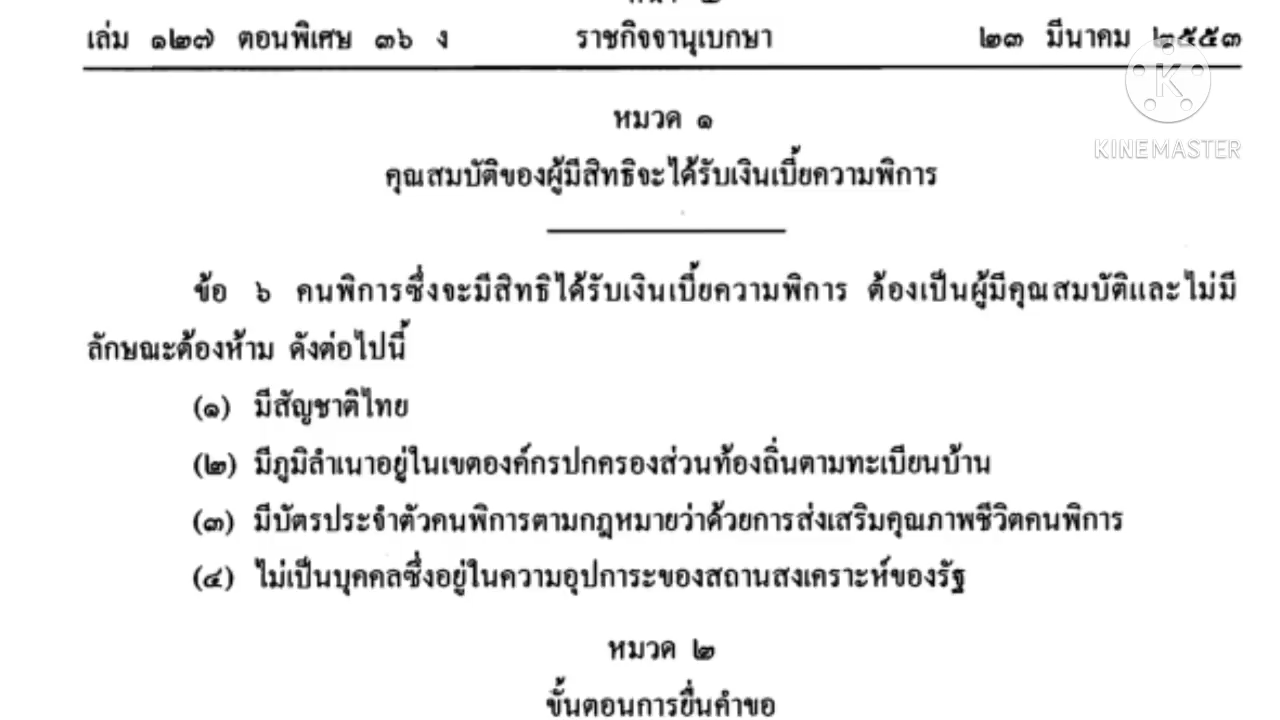 เล่ม ๑๒๗ ตอนพิเศษ ๓๖ ง ราชกิจจานุเบกษา ๒๓ มีนาคม ๒๕๕๓
หมวด ๑
คุณสมบัติของผู้มีสิทธิจะได้รับเงินเบี้ยความพิการ
ข้อ ๖ คนพิการซึ่งจะมีสิทธิได้รับเงินเบี้ยความพิการ ต้องเป็นผู้มีคุณสมบัติและไม่มี
ลักษณะต้องห้าม ดังต่อไปนี้
(๑) มีสัญชาติไทย
(๒) มีภูมิลำเนาอยู่ในเขตองค์กรปกครองส่วนท้องถิ่นตามทะเบียนบ้าน
(๓) มีบัตรประจำตัวคนพิการตามกฎหมายว่าด้วยการส่งเสริมคุณภาพชีวิตคนพิการ
(๔) ไม่เป็นบุคคลซึ่งอยู่ในความอุปการะของสถานสงเคราะห์ของรัฐ
หมวด ๒
ขั้นตอนการยื่นคำขอ
K
KINEMASTER